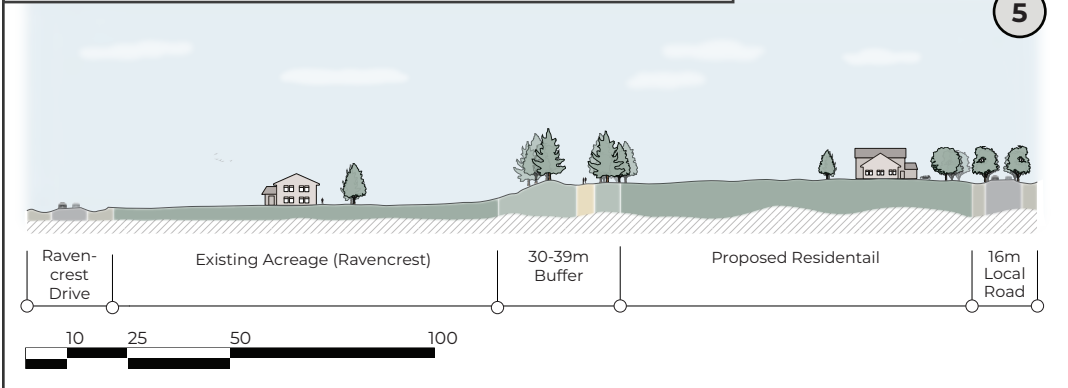 5
Raven-
crest
Drive
Existing Acreage (Ravencrest)
30-39m
Buffer
Proposed Residentail
16m
Local
Road
10 25 50 100